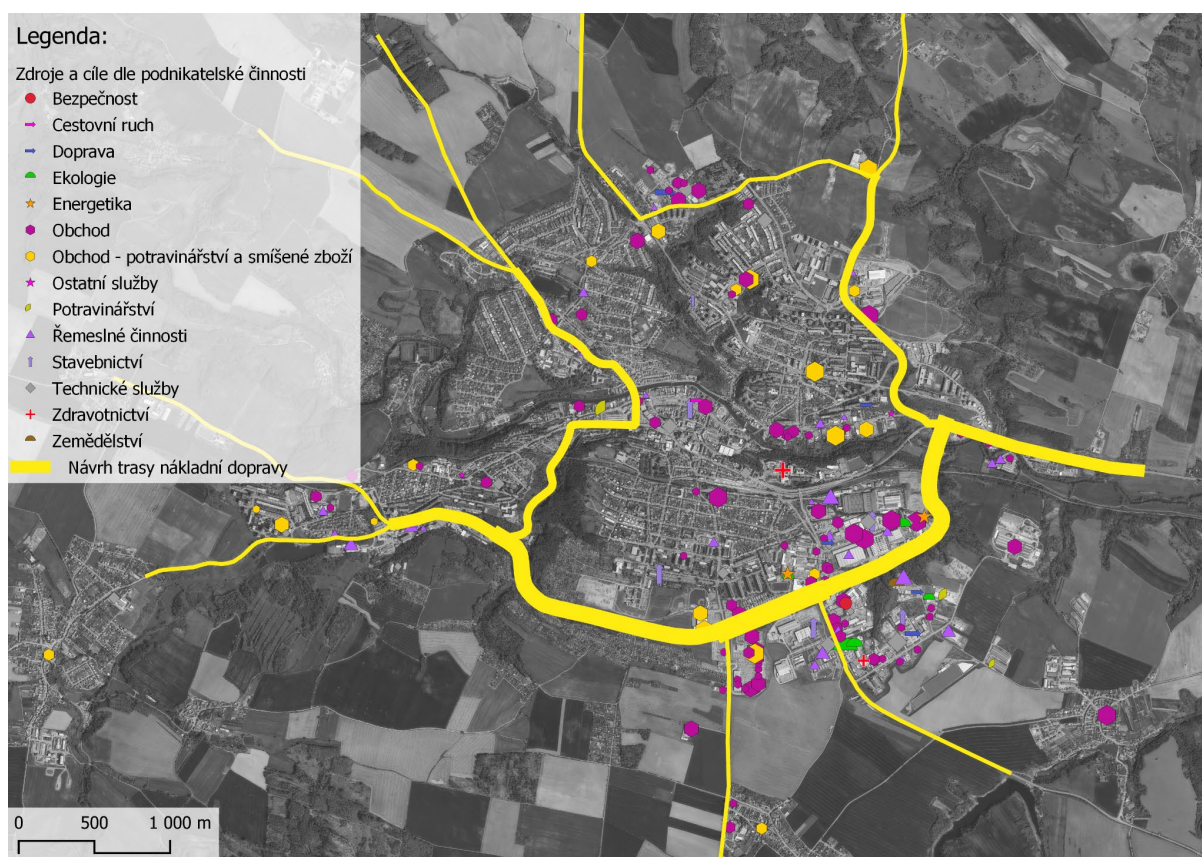 Legenda:
Zdroje a cíle dle podnikatelské činnosti
Bezpečnost
Cestovní ruch
Doprava
Ekologie
Energetika
Obchod
Obchod - potravinářství a smíšené zboží
Ostatní služby
Potravinářství
Řemeslné činnosti
Stavebnictví
Technické služby
Zdravotnictví
Zemědělství
Návrh trasy nákladní dopravy
0 500 1 000 m